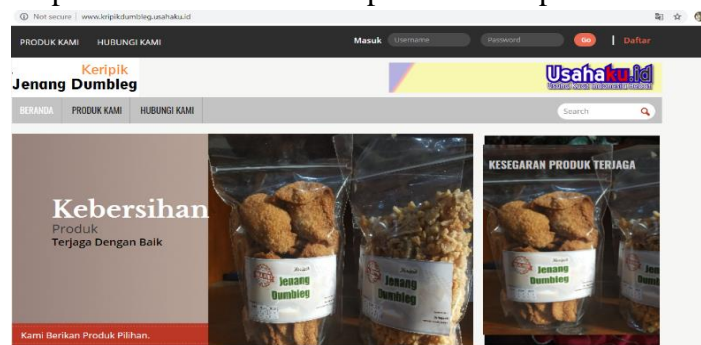 Not secure | www.kripikdumbleg.usahaku.id
PRODUK KAMI HUBUNGI KAMI Masuk Username Password Go | Daftar
Keripik
Jenang Dumbleg
Usahaku.id
BERANDA PRODUK KAMI HUBUNGI KAMI Search
Kebersihan
Produk
Terjaga Dengan Baik
Kami Berikan Produk Pilihan.
KESEGARAN PRODUK TERJAGA
Jenang
Dumbleg
Jenang
Dumbleg
Jenang
Dumbleg